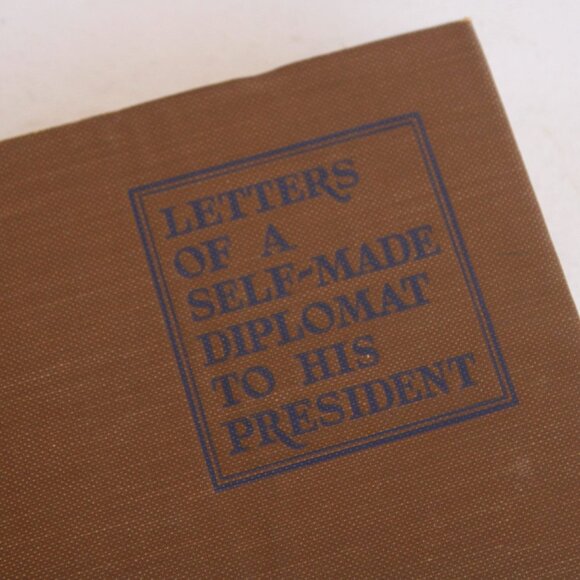 LETTERS
OF A
SELF-MADE
DIPLOMAT
TO HIS
PRESIDENT